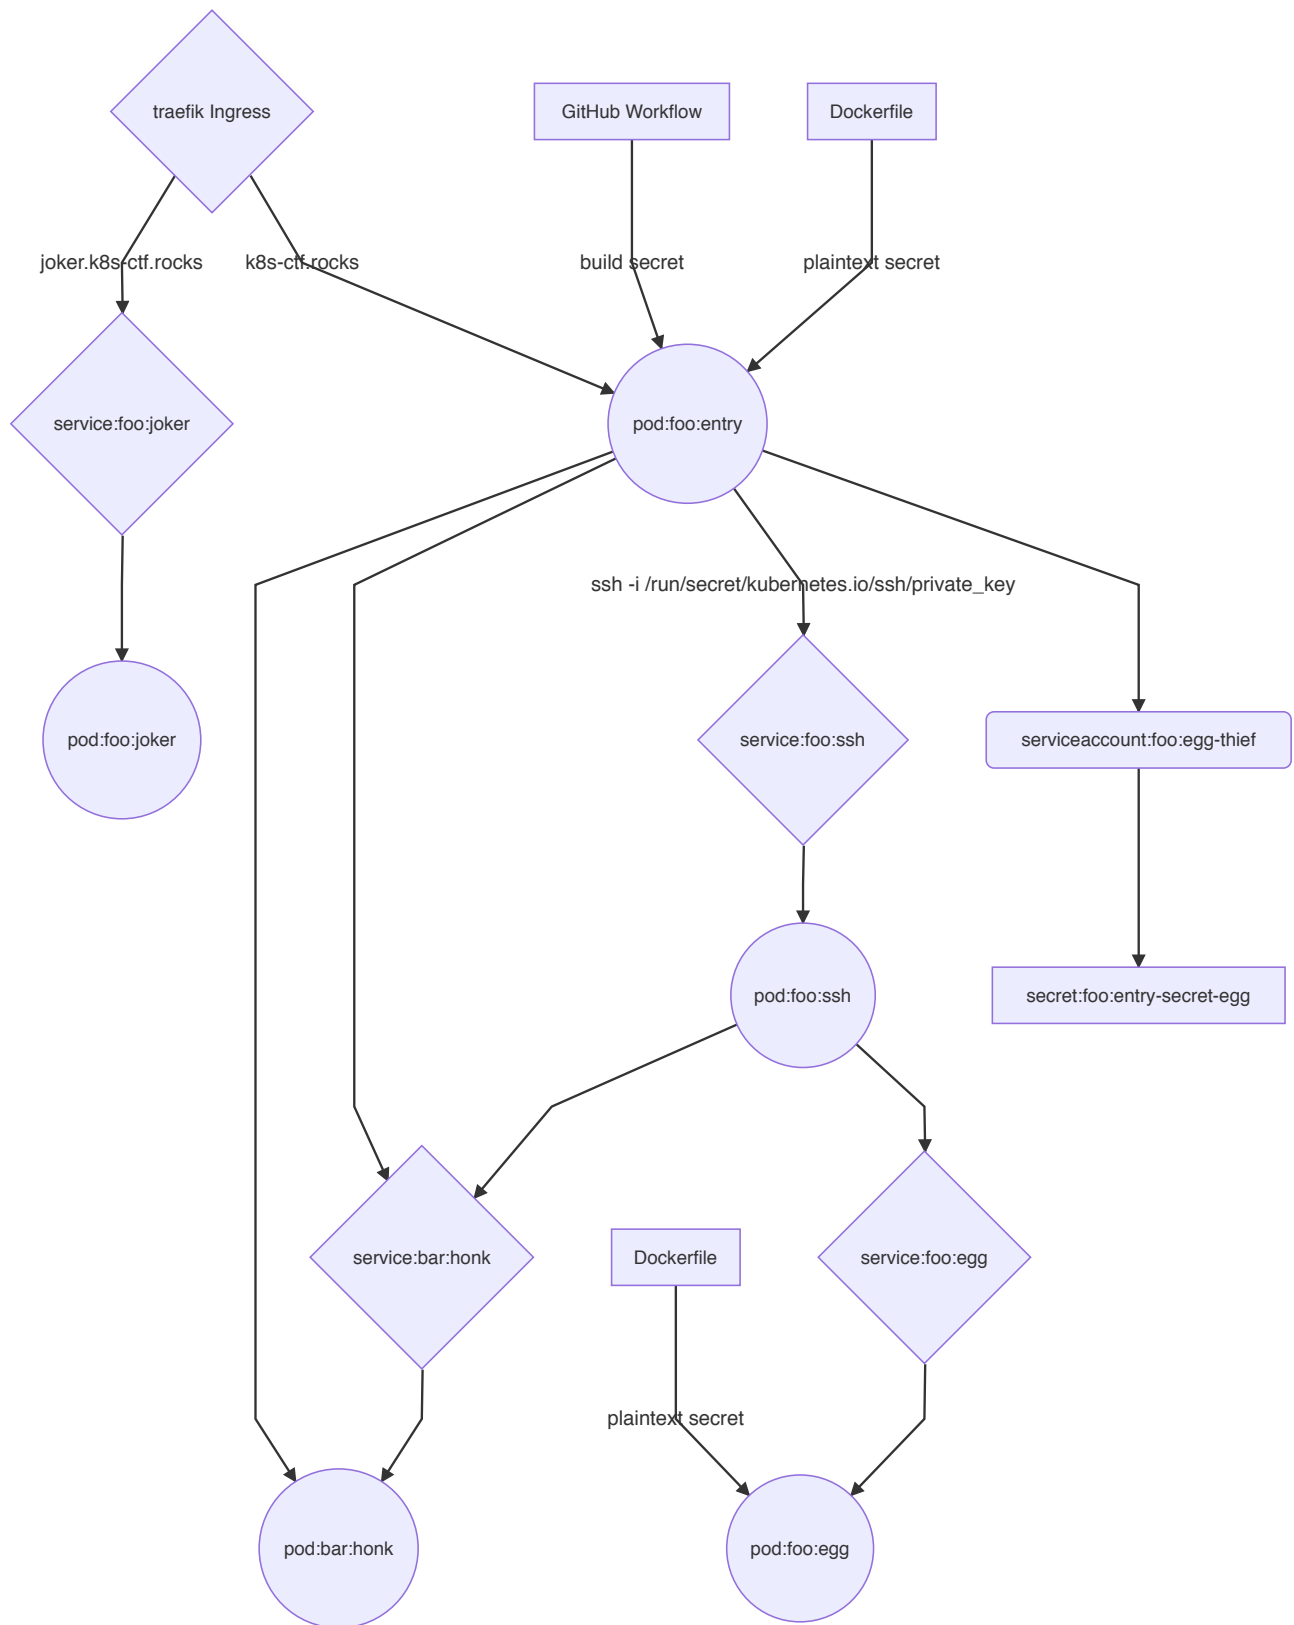 traefik Ingress
GitHub Workflow
Dockerfile
joker.k8s-ctf.rocks
k8s-ctf.rocks
build secret
plaintext secret
service:foo:joker
pod:foo:entry
ssh -i /run/secret/kubernetes.io/ssh/private_key
pod:foo:joker
service:foo:ssh
serviceaccount:foo:egg-thief
pod:foo:ssh
secret:foo:entry-secret-egg
service:bar:honk
Dockerfile
service:foo:egg
plaintext secret
pod:bar:honk
pod:foo:egg